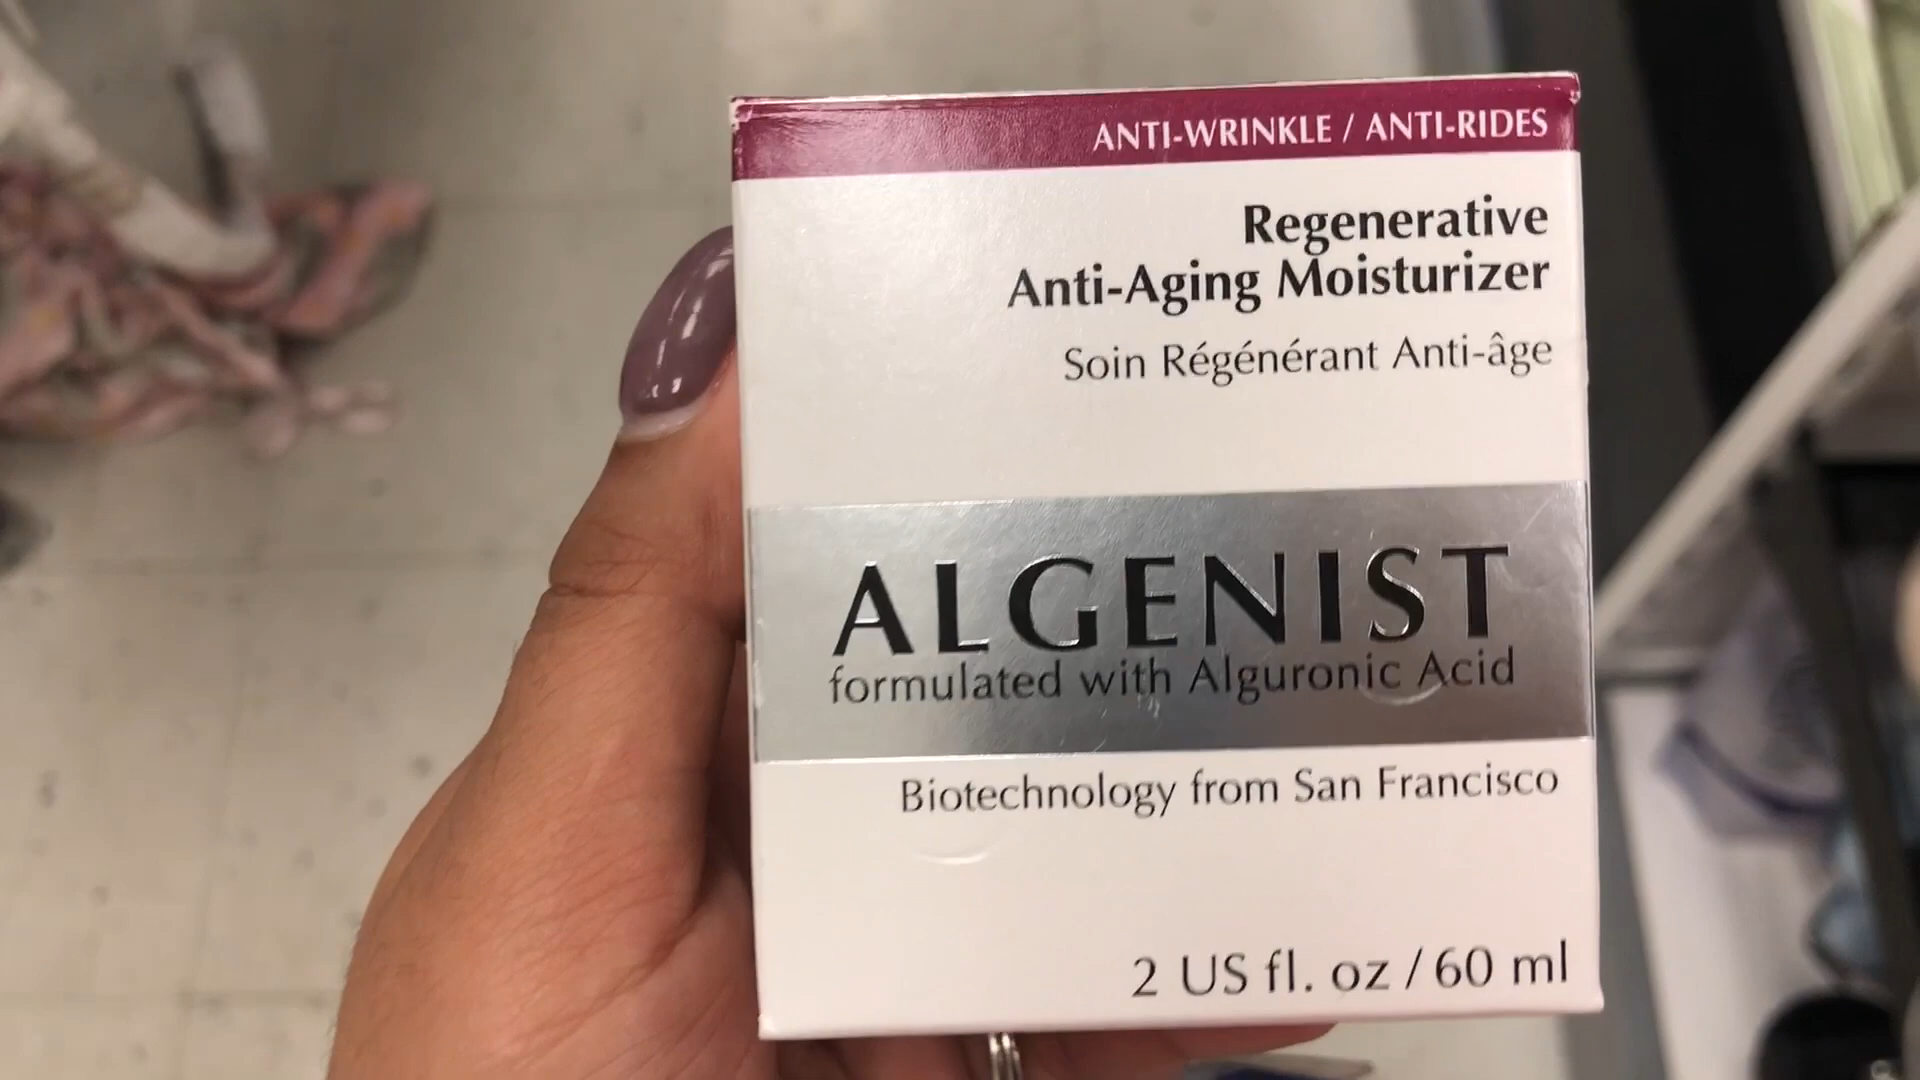 ANTI-WRINKLE / ANTI-RIDES
Regenerative
Anti-Aging Moisturizer
Soin Régénérant Anti-âge
ALGENIST
formulated with Alguronic Acid
Biotechnology from San Francisco
2 US fl. oz / 60 ml